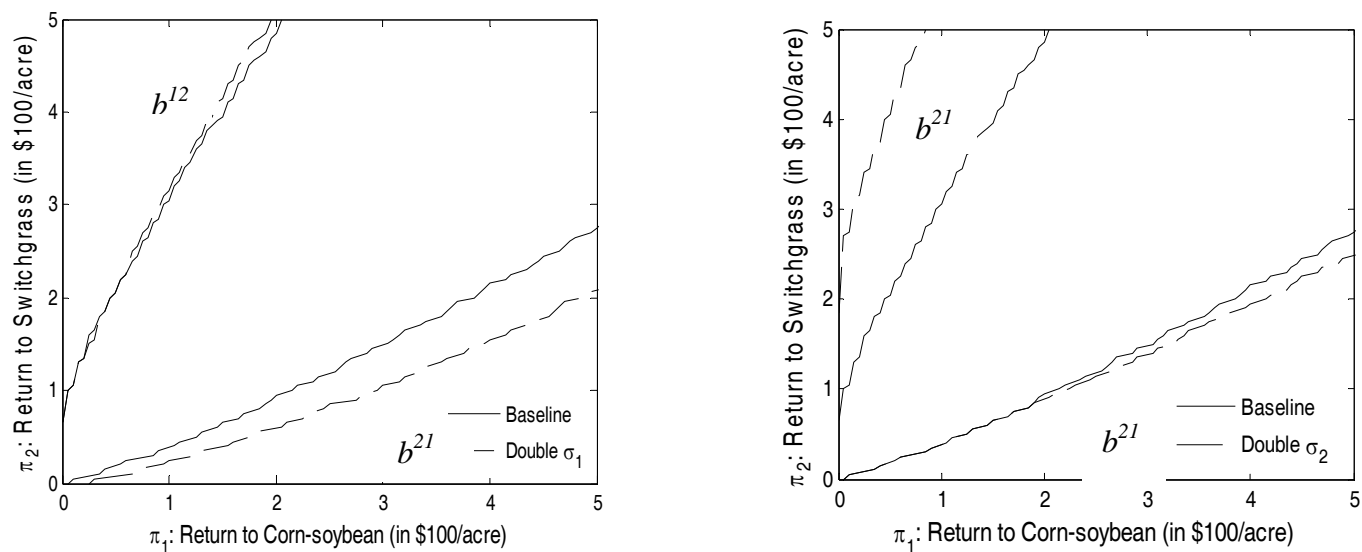 5
4
3
2
1
0
0 1 2 3 4 5
π2: Return to Switchgrass (in $100/acre)
π1: Return to Corn-soybean (in $100/acre)
b12
b21
Baseline
Double σ1
5
4
3
2
1
0
0 1 2 3 4 5
π2: Return to Switchgrass (in $100/acre)
π1: Return to Corn-soybean (in $100/acre)
b21
b21
Baseline
Double σ2